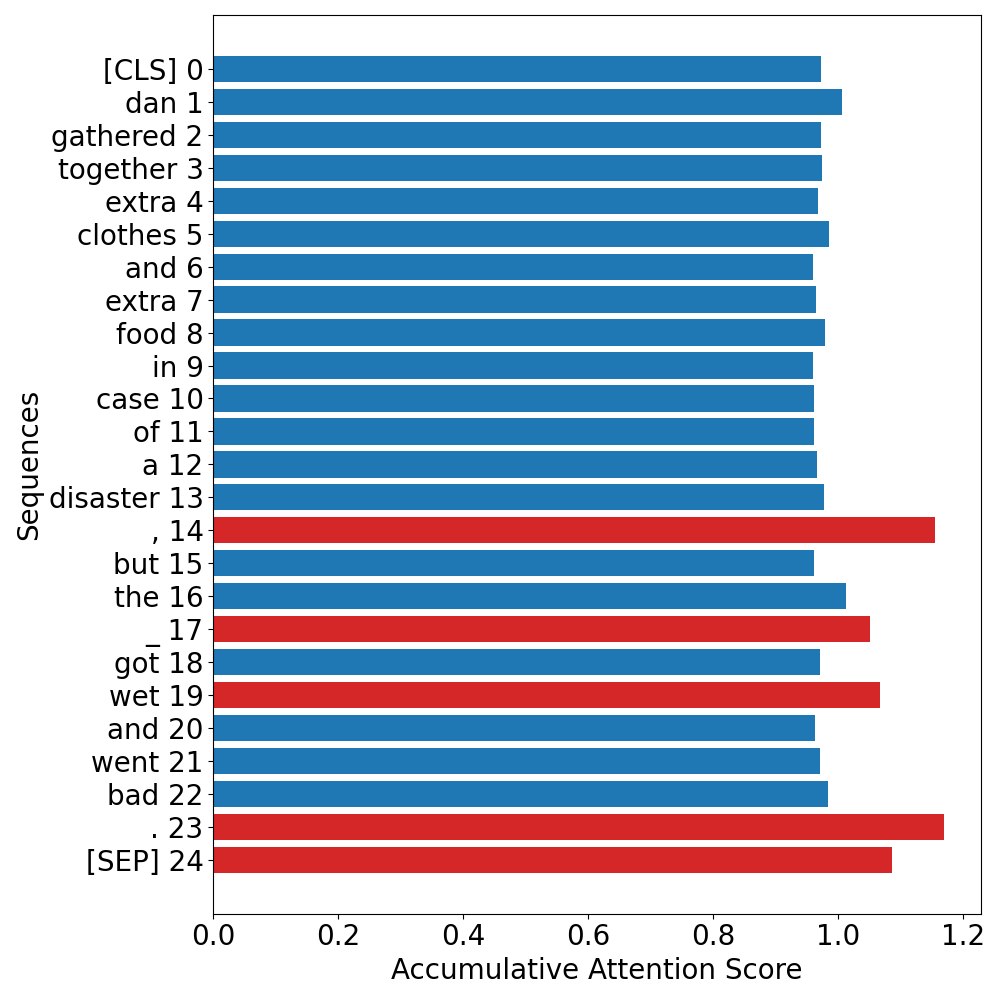 [CLS] 0
dan 1
gathered 2
together 3
extra 4
clothes 5
and 6
extra 7
food 8
in 9
case 10
of 11
a 12
disaster 13
, 14
but 15
the 16
_ 17
got 18
wet 19
and 20
went 21
bad 22
. 23
[SEP] 24
Sequences
0.0 0.2 0.4 0.6 0.8 1.0 1.2
Accumulative Attention Score